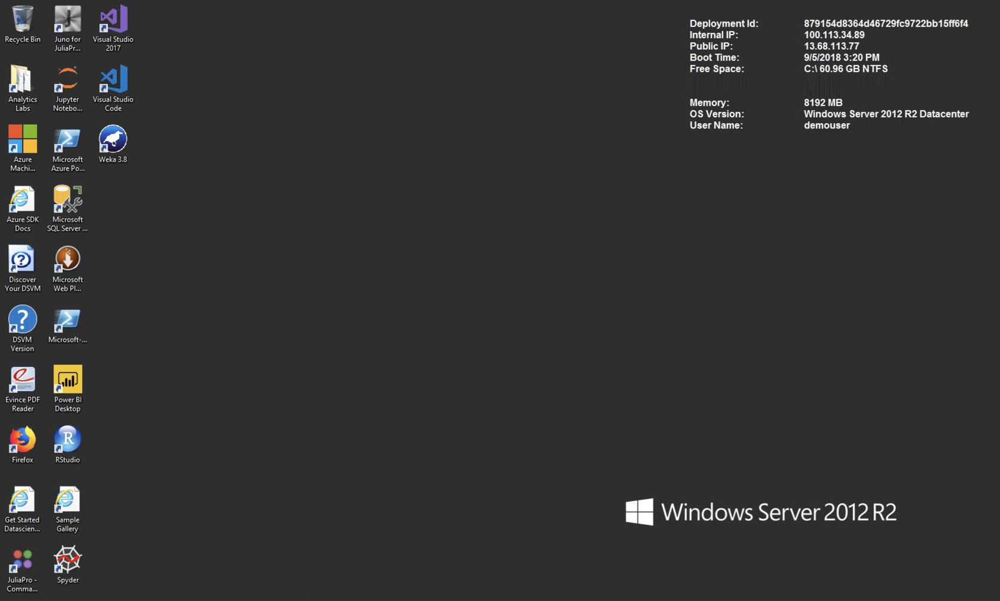 Recycle Bin
Juno for
JuliaPr...
Visual Studio
2017
Analytics
Labs
Jupyter
Notebo...
Visual Studio
Code
Azure
Machi...
Microsoft
Azure Po...
Weka 3.8
Azure SDK
Docs
Microsoft
SQL Server ...
Discover
Your DSVM
Microsoft
Web Pl...
DSVM
Version
Microsoft-...
Evince PDF
Reader
Power BI
Desktop
Firefox
R
RStudio
Get Started
Datascien...
Sample
Gallery
JuliaPro -
Comma...
Spyder
Deployment Id: 879154d8364d46729fc9722bb15ff6f4
Internal IP: 100.113.34.89
Public IP: 13.68.113.77
Boot Time: 9/5/2018 3:20 PM
Free Space: C:\ 60.96 GB NTFS
Memory: 8192 MB
OS Version: Windows Server 2012 R2 Datacenter
User Name: demouser
Windows Server 2012 R2